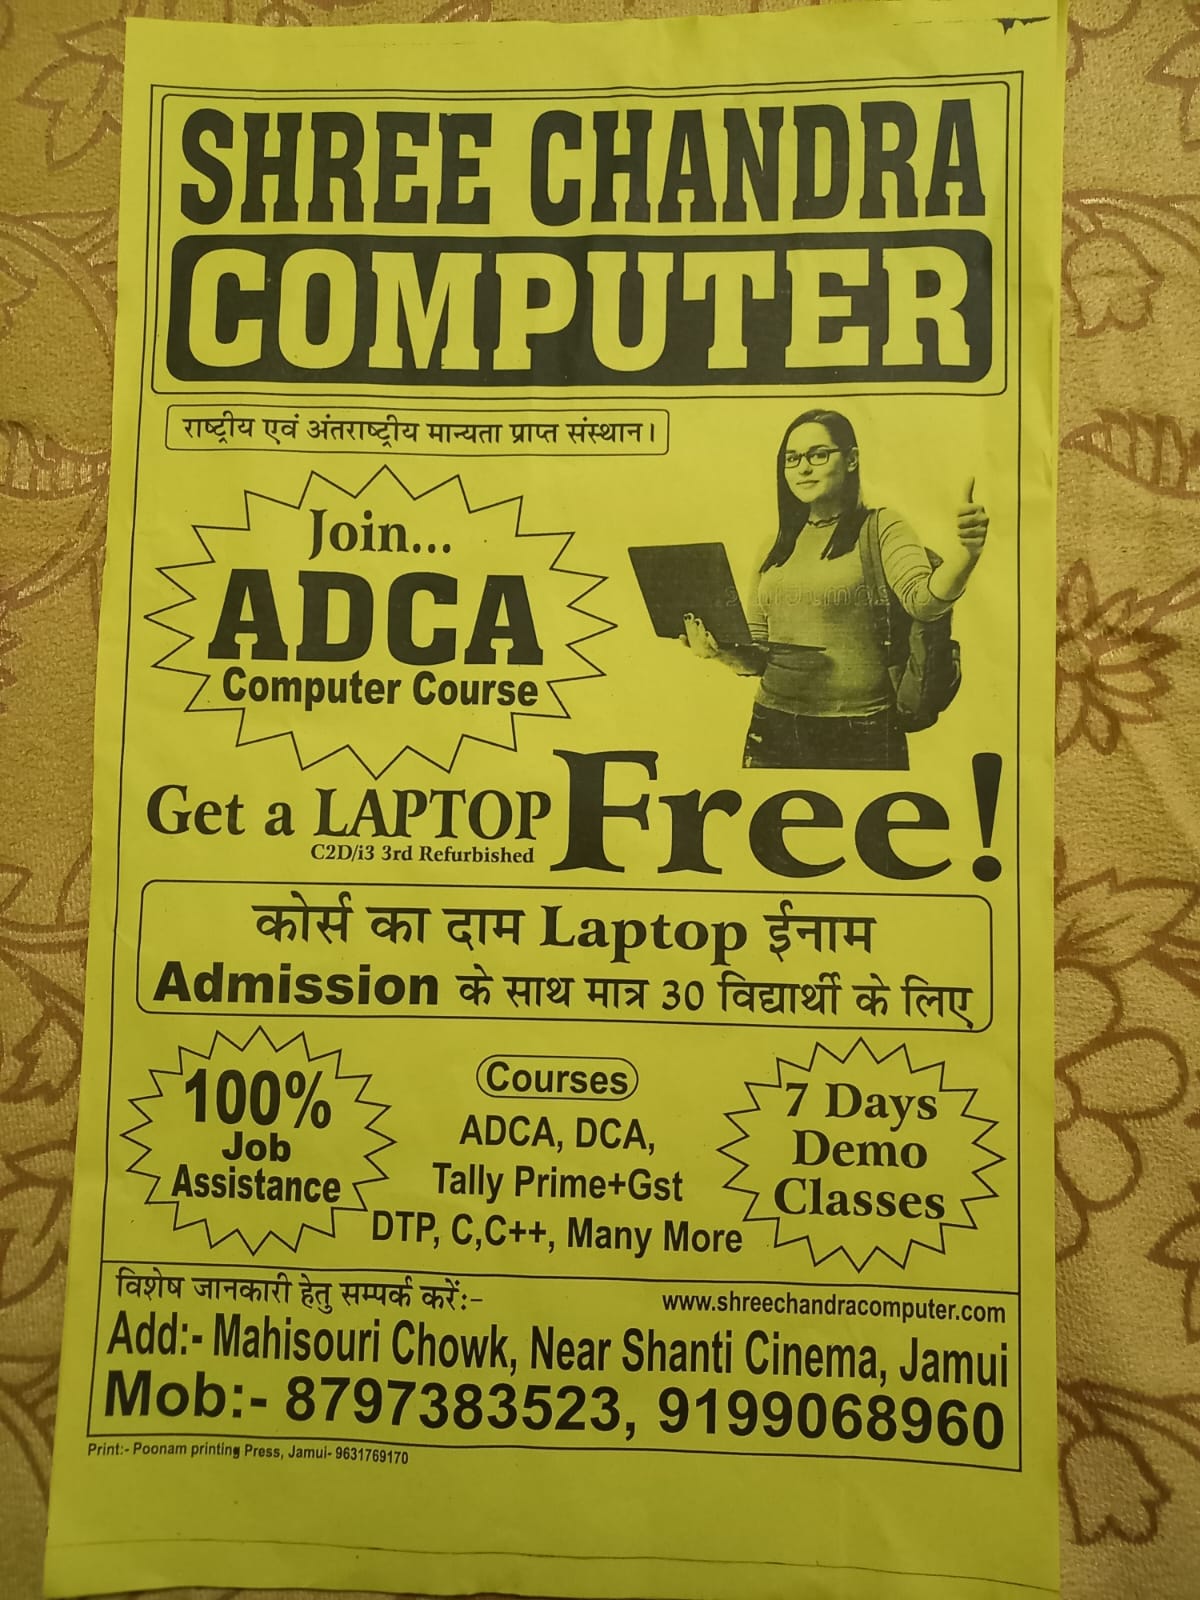 SHREE CHANDRA
COMPUTER
राष्ट्रीय एवं अंतराष्ट्रीय मान्यता प्राप्त संस्थान।
Join...
ADCA
Computer Course
Get a LAPTOP Free!
C2D/i3 3rd Refurbished
कोर्स का दाम Laptop ईनाम
Admission के साथ मात्र 30 विद्यार्थी के लिए
100%
Job
Assistance
Courses
ADCA, DCA,
Tally Prime+Gst
DTP, C,C++, Many More
7 Days
Demo
Classes
विशेष जानकारी हेतु सम्पर्क करें:-
www.shreechandracomputer.com
Add:- Mahisouri Chowk, Near Shanti Cinema, Jamui
Mob:- 8797383523, 9199068960
Print:- Poonam printing Press, Jamui- 9631769170